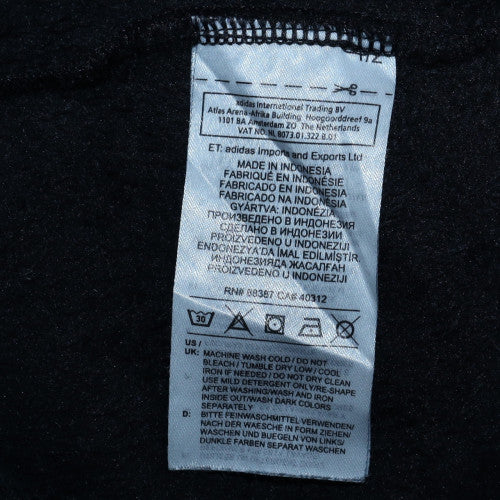 1/2
adidas International Trading BV
Atlas Arena-Afrika Building Hoogoorddreef 9a
1101 BA Amsterdam ZO The Netherlands
VAT NO. NL 8073.01.322 B.01
ET: adidas Imports and Exports Ltd
MADE IN INDONESIA
FABRIQUÉ EN INDONÉSIE
FABRICADO EN INDONESIA
FABRICADO NA INDONÉSIA
GYÁRTVA: INDONÉZIA
ПРОИЗВЕДЕНО В ИНДОНЕЗИЯ
СДЕЛАНО В ИНДОНЕЗИИ
PROIZVEDENO U INDONEZIJI
ENDONEZYA'DA İMAL EDİLMİŞTİR
ИНДОНЕЗИЯДА ЖАСАЛҒАН
PROIZVEDENO U INDONEZIJI
RN# 88387 CA# 40312
30
US /
UK: MACHINE WASH COLD / DO NOT
BLEACH / TUMBLE DRY LOW / COOL
IRON IF NEEDED / DO NOT DRY CLEAN
USE MILD DETERGENT ONLY/RE-SHAPE
AFTER WASHING/WASH AND IRON
INSIDE OUT/WASH DARK COLORS
SEPARATELY
D: BITTE FEINWASCHMITTEL VERWENDEN/
NACH DER WAESCHE IN FORM ZIEHEN/
WASCHEN UND BUEGELN VON LINKS/
DUNKLE FARBEN SEPARAT WASCHEN